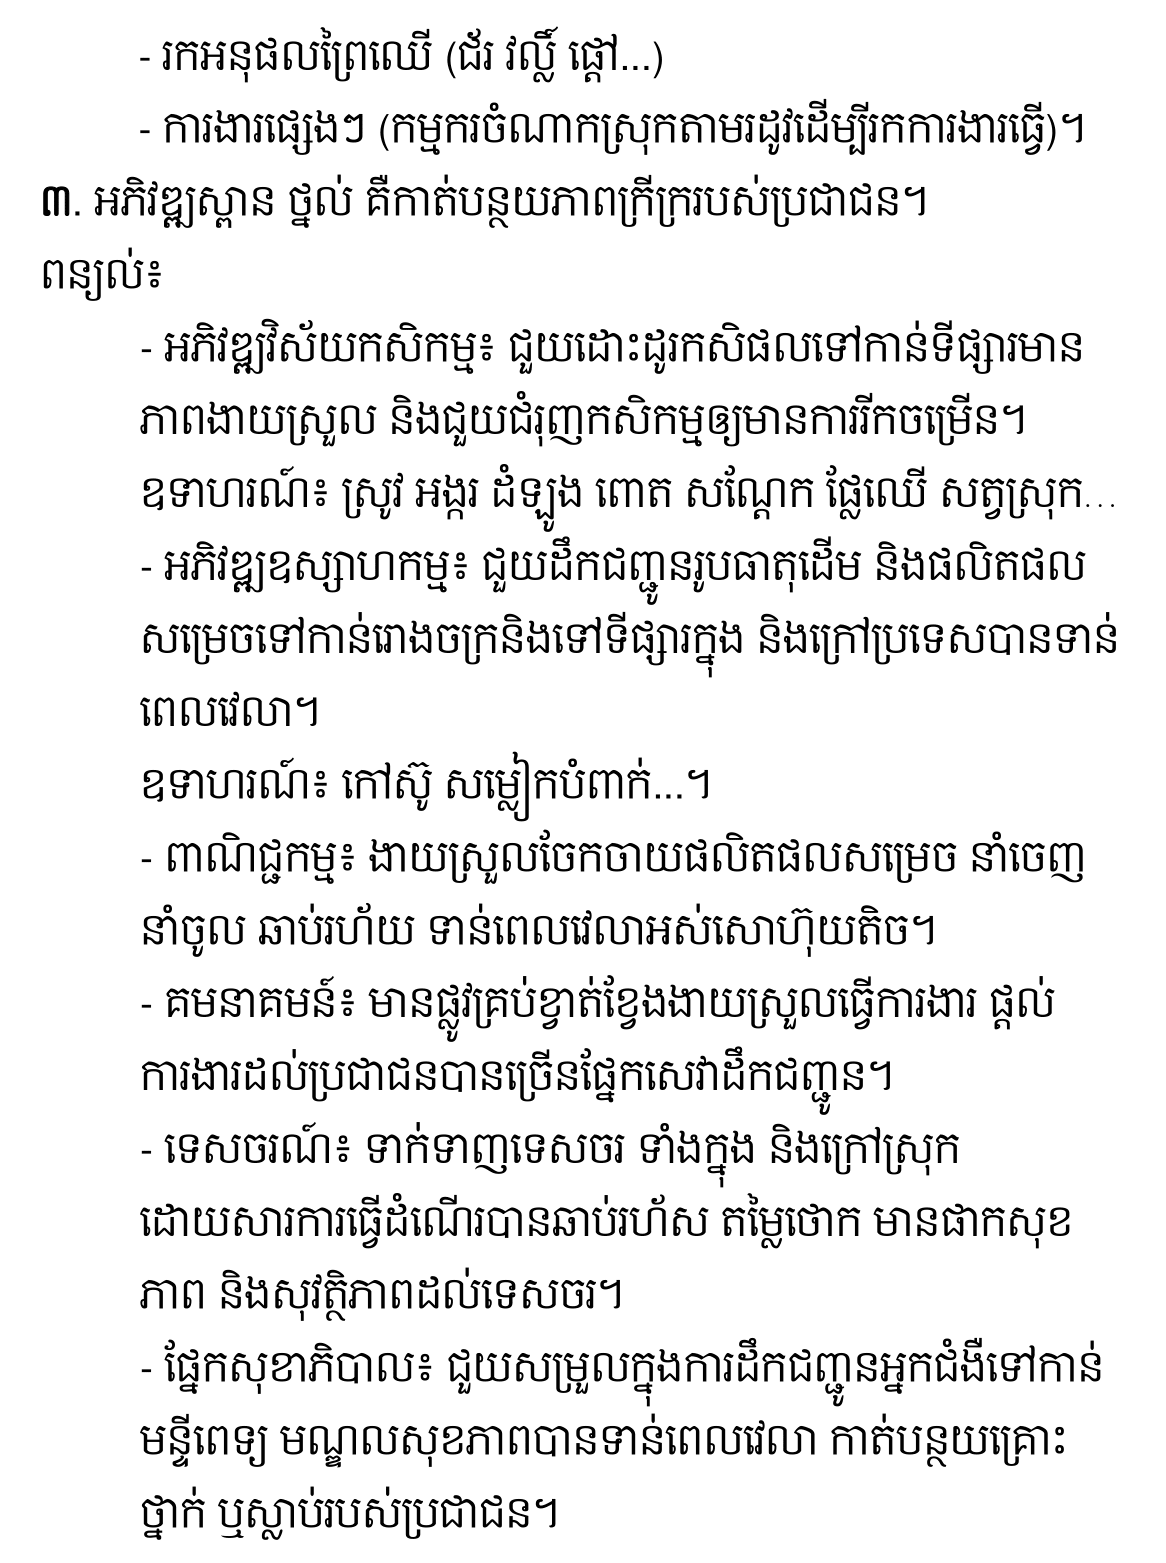 - រកអនុផលព្រៃឈើ (ជ័រ វល្លិ៍ ផ្តៅ...)
- ការងារផ្សេងៗ (កម្មករចំណាកស្រុកតាមរដូវដើម្បីរកការងារធ្វើ)។
៣. អភិវឌ្ឍស្ពាន ថ្នល់ គឺកាត់បន្ថយភាពក្រីក្ររបស់ប្រជាជន។
ពន្យល់៖
- អភិវឌ្ឍវិស័យកសិកម្ម៖ ជួយដោះដូរកសិផលទៅកាន់ទីផ្សារមាន
ភាពងាយស្រួល និងជួយជំរុញកសិកម្មឲ្យមានការរីកចម្រើន។
ឧទាហរណ៍៖ ស្រូវ អង្ករ ដំឡូង ពោត សណ្តែក ផ្លែឈើ សត្វស្រុក...
- អភិវឌ្ឍឧស្សាហកម្ម៖ ជួយដឹកជញ្ជូនរូបធាតុដើម និងផលិតផល
សម្រេចទៅកាន់រោងចក្រនិងទៅទីផ្សារក្នុង និងក្រៅប្រទេសបានទាន់
ពេលវេលា។
ឧទាហរណ៍៖ កៅស៊ូ សម្លៀកបំពាក់...។
- ពាណិជ្ជកម្ម៖ ងាយស្រួលចែកចាយផលិតផលសម្រេច នាំចេញ
នាំចូល ឆាប់រហ័យ ទាន់ពេលវេលាអស់សោហ៊ុយតិច។
- គមនាគមន៍៖ មានផ្លូវគ្រប់ខ្វាត់ខ្វែងងាយស្រួលធ្វើការងារ ផ្តល់
ការងារដល់ប្រជាជនបានច្រើនផ្នែកសេវាដឹកជញ្ជូន។
- ទេសចរណ៍៖ ទាក់ទាញទេសចរ ទាំងក្នុង និងក្រៅស្រុក
ដោយសារការធ្វើដំណើរបានឆាប់រហ័ស តម្លៃថោក មានផាកសុខ
ភាព និងសុវត្ថិភាពដល់ទេសចរ។
- ផ្នែកសុខាភិបាល៖ ជួយសម្រួលក្នុងការដឹកជញ្ជូនអ្នកជំងឺទៅកាន់
មន្ទីពេទ្យ មណ្ឌលសុខភាពបានទាន់ពេលវេលា កាត់បន្ថយគ្រោះ
ថ្នាក់ ឬស្លាប់របស់ប្រជាជន។